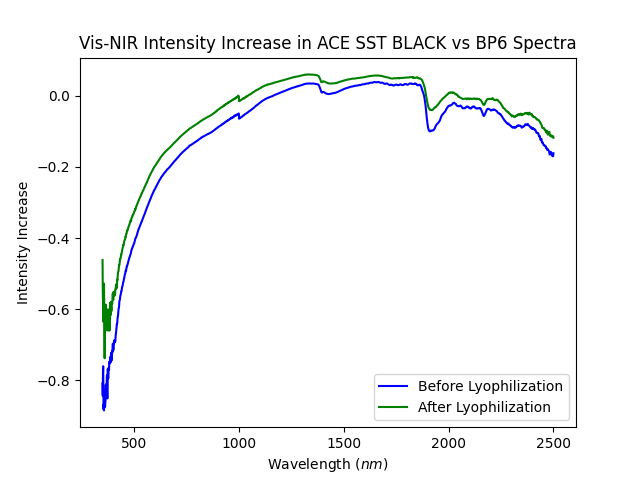 Vis-NIR Intensity Increase in ACE SST BLACK vs BP6 Spectra
0.0
−0.2
−0.4
−0.6
−0.8
Intensity Increase
500
1000
1500
2000
2500
Wavelength (nm)
Before Lyophilization
After Lyophilization